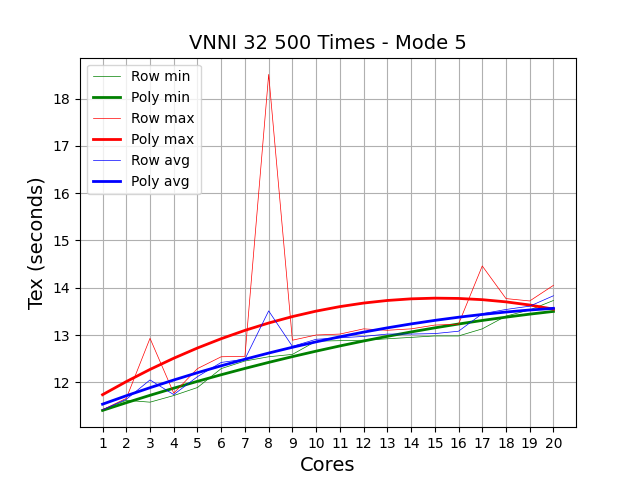 VNNI 32 500 Times - Mode 5
Row min
Poly min
Row max
Poly max
Row avg
Poly avg
18
17
16
15
14
13
12
Tex (seconds)
1 2 3 4 5 6 7 8 9 10 11 12 13 14 15 16 17 18 19 20
Cores